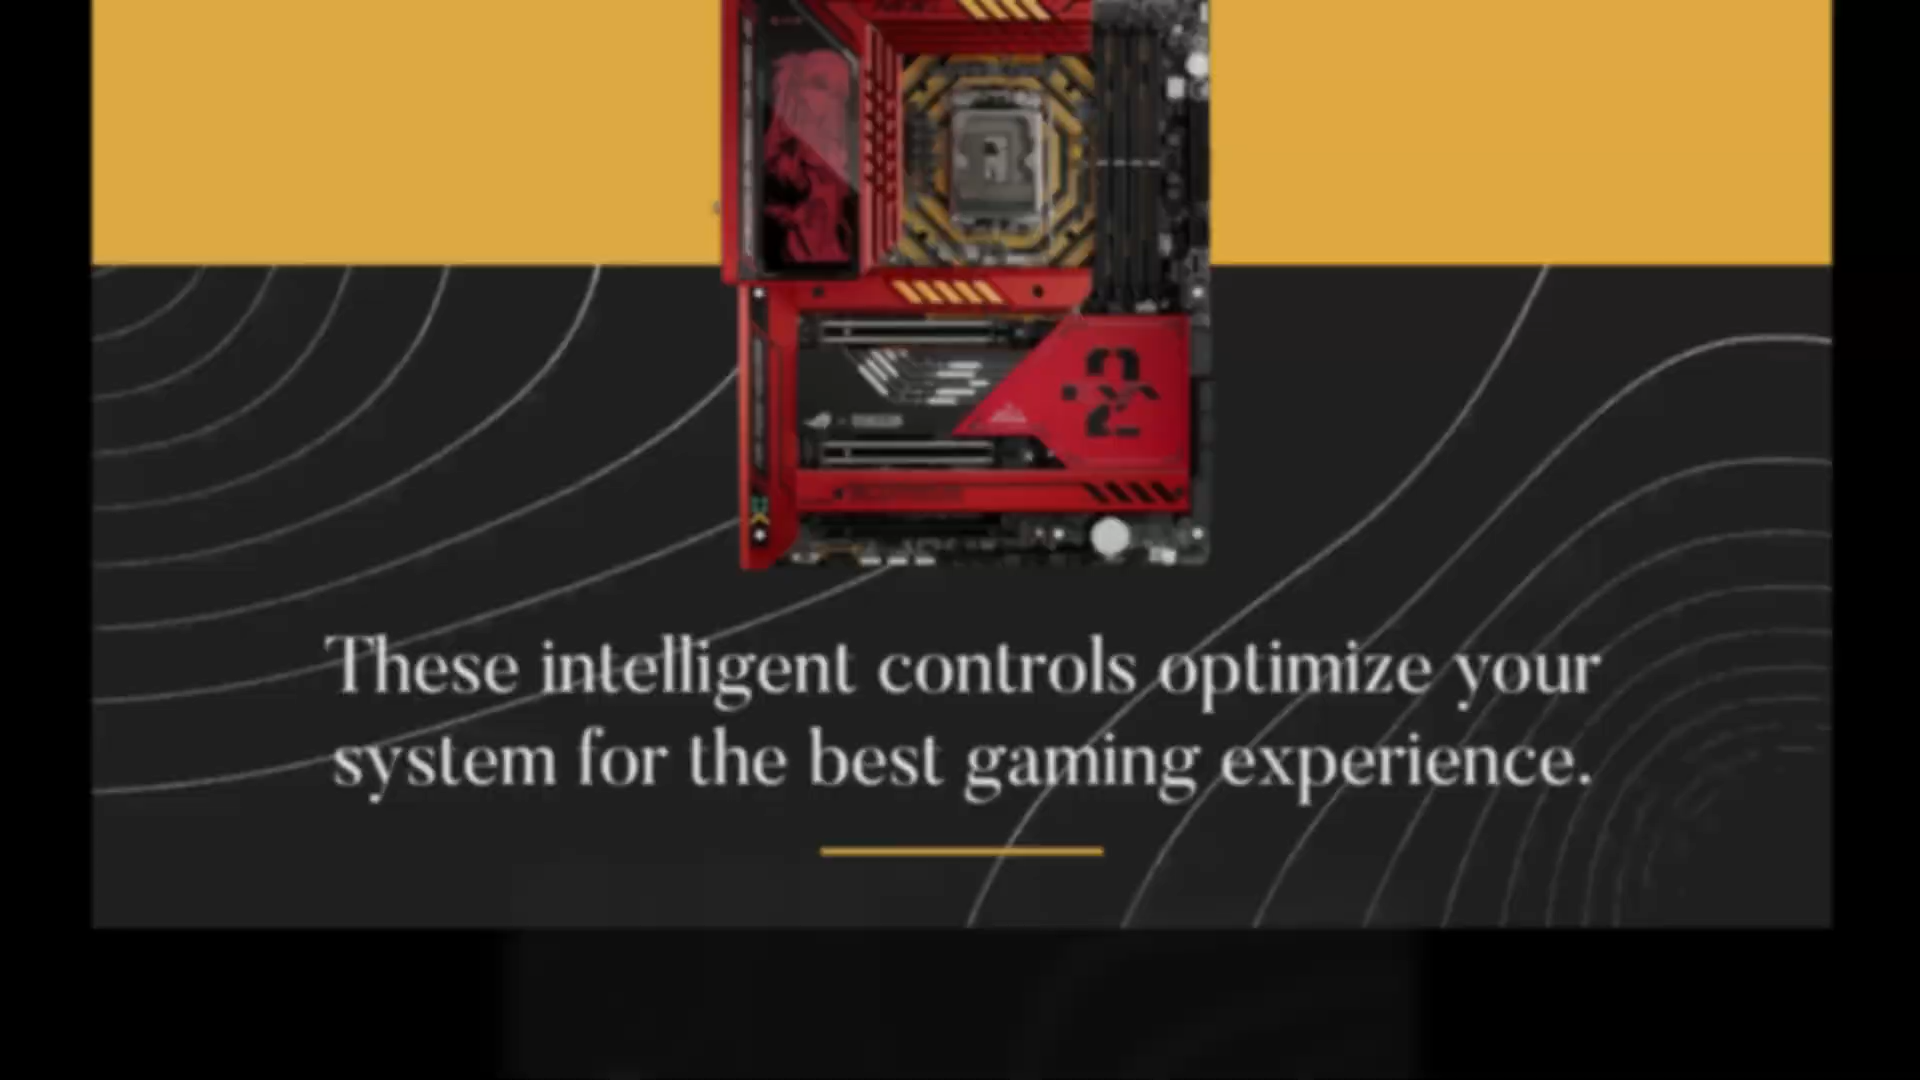 These intelligent controls optimize your
system for the best gaming experience.